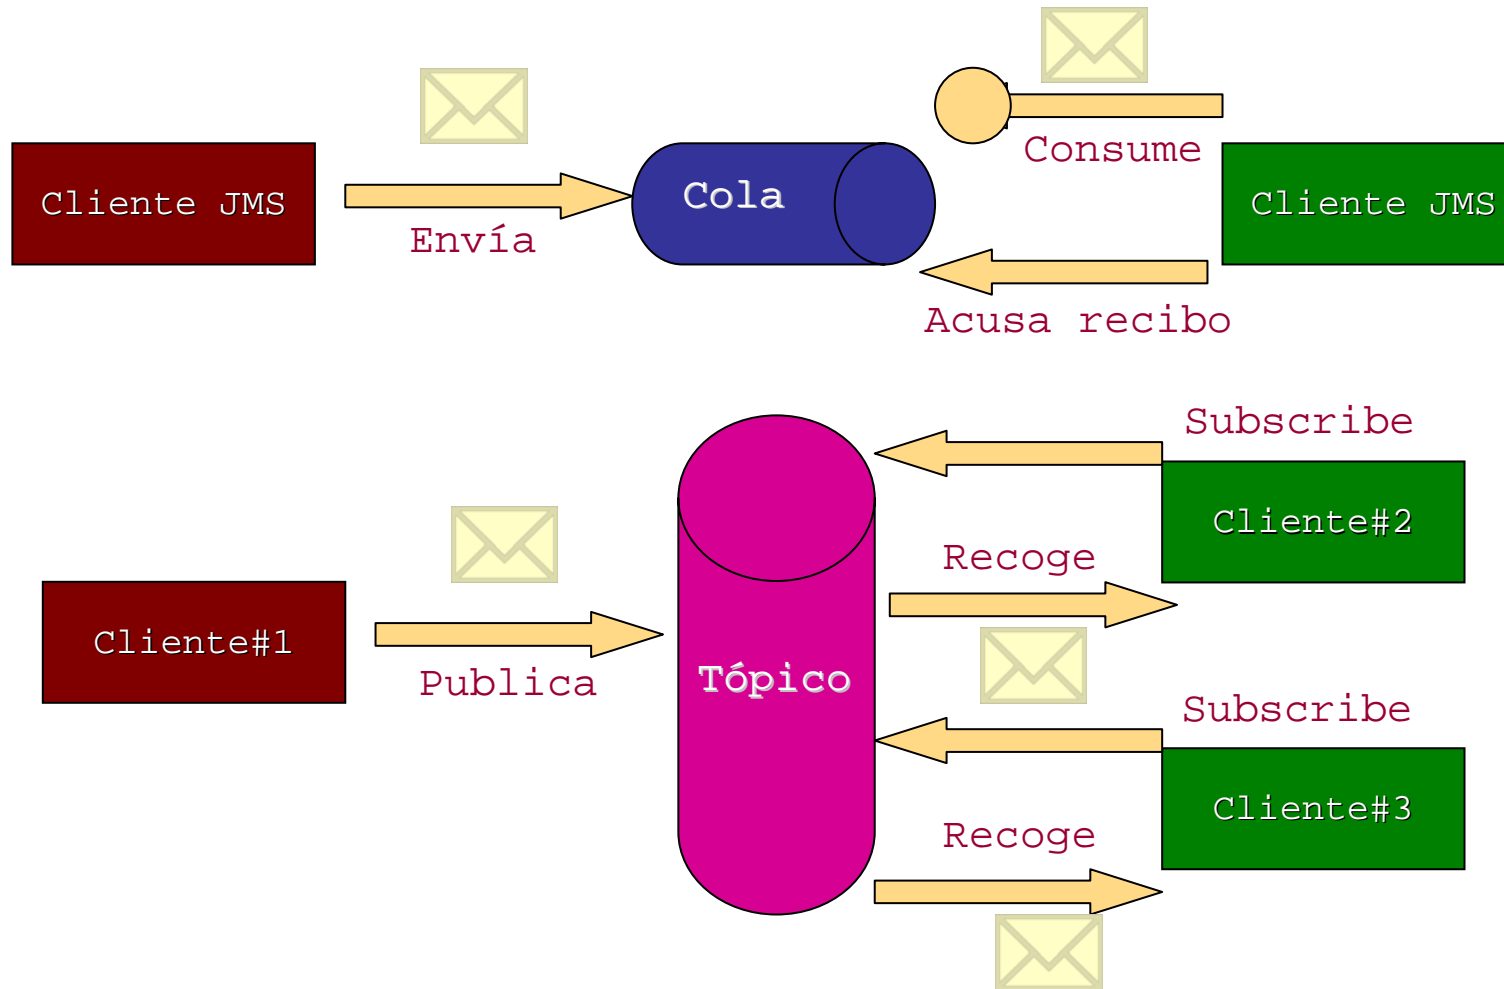 Consume
Cliente JMS
Envía
Cola
Cliente JMS
Acusa recibo
Subscribe
Cliente#2
Recoge
Cliente#1
Publica
Tópico
Subscribe
Cliente#3
Recoge